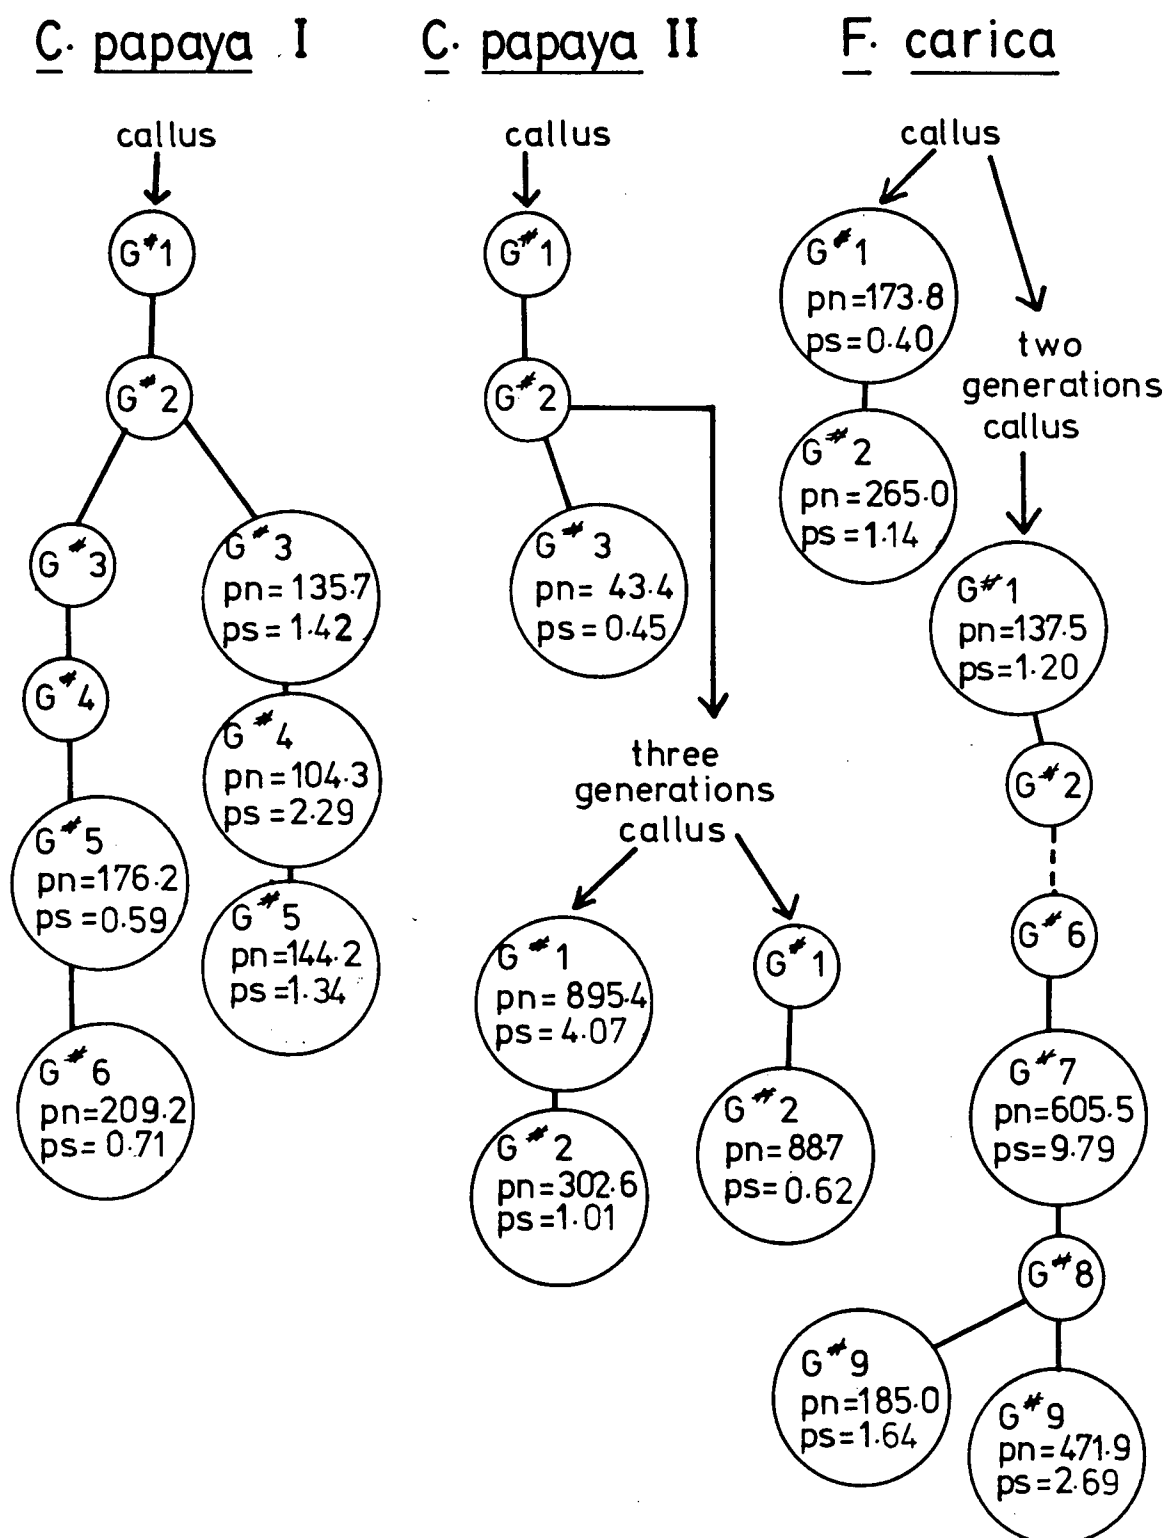 C. papaya I
callus
G#1
G#2
G#3
G#4
G#5
pn=176.2
ps=0.59
G#6
pn=209.2
ps=0.71
G#3
pn=135.7
ps=1.42
G#4
pn=104.3
ps=2.29
G#5
pn=144.2
ps=1.34
C. papaya II
callus
G#1
G#2
G#3
pn=43.4
ps=0.45
three
generations
callus
G#1
pn=895.4
ps=4.07
G#2
pn=302.6
ps=1.01
G#1
G#2
pn=887
ps=0.62
F. carica
callus
G#1
pn=173.8
ps=0.40
G#2
pn=265.0
ps=1.14
two
generations
callus
G#1
pn=137.5
ps=1.20
G#2
G#6
G#7
pn=605.5
ps=9.79
G#8
G#9
pn=185.0
ps=1.64
G#9
pn=471.9
ps=2.69